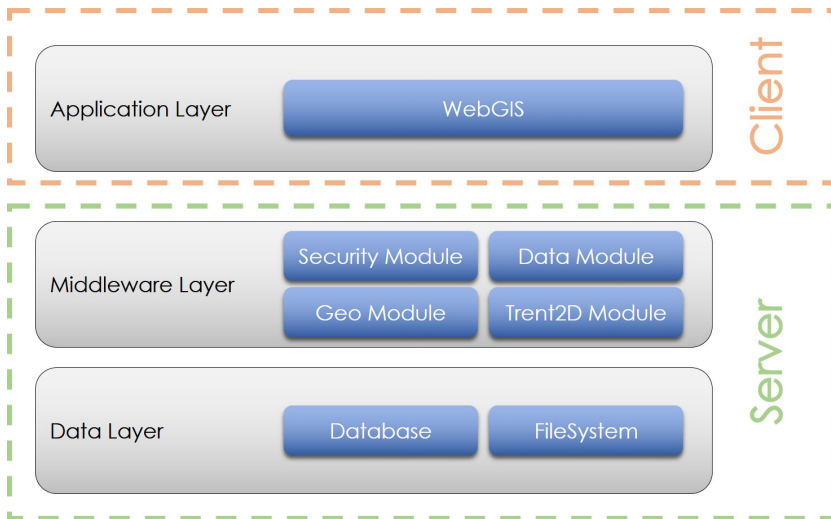 Application Layer
WebGIS
Client
Middleware Layer
Security Module
Data Module
Geo Module
Trent2D Module
Data Layer
Database
FileSystem
Server